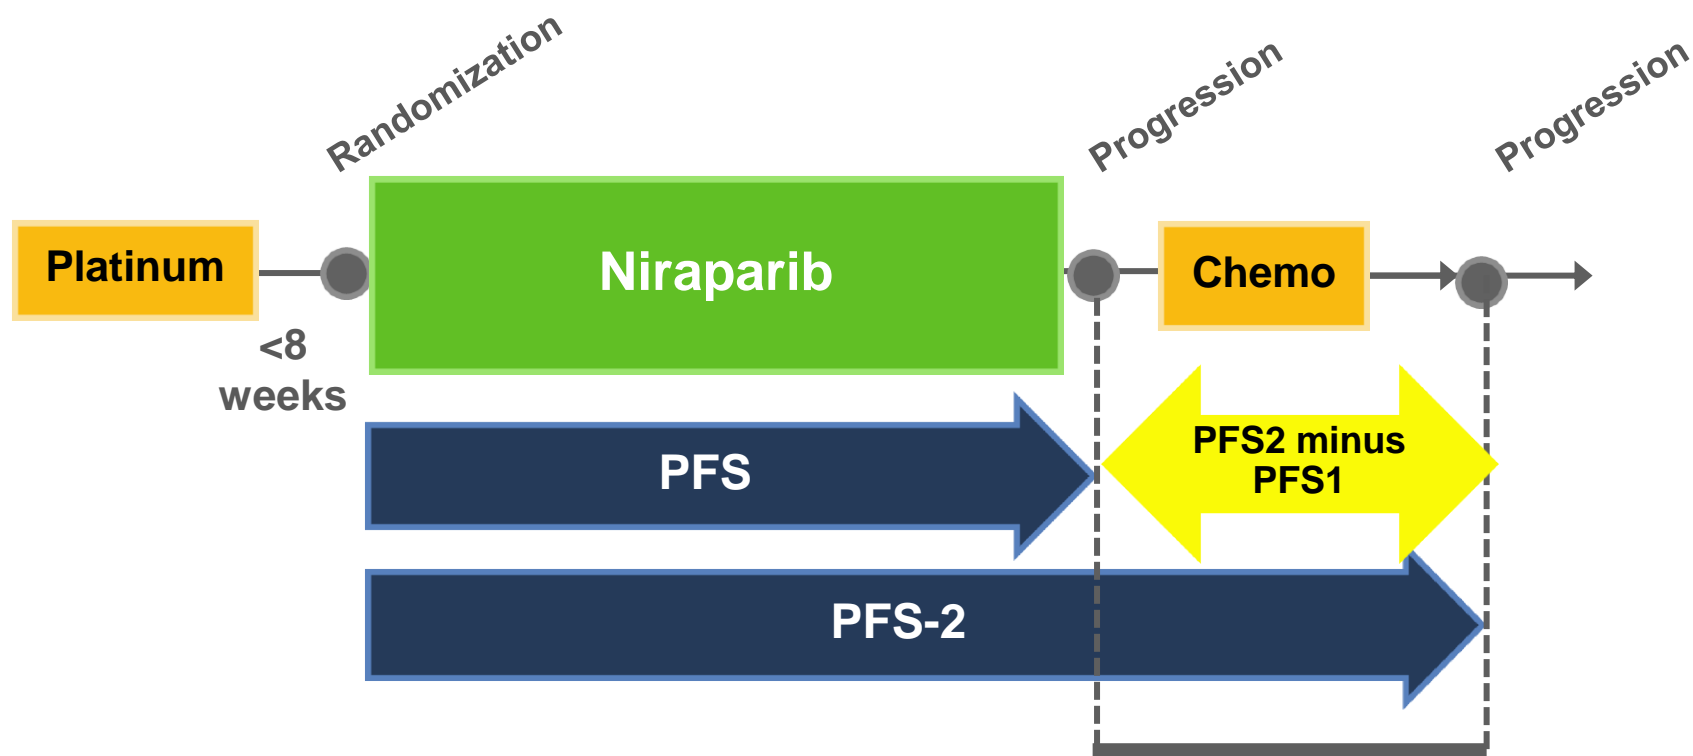 Randomization
Progression
Progression
Platinum
Niraparib
Chemo
<8
weeks
PFS
PFS2 minus
PFS1
PFS-2